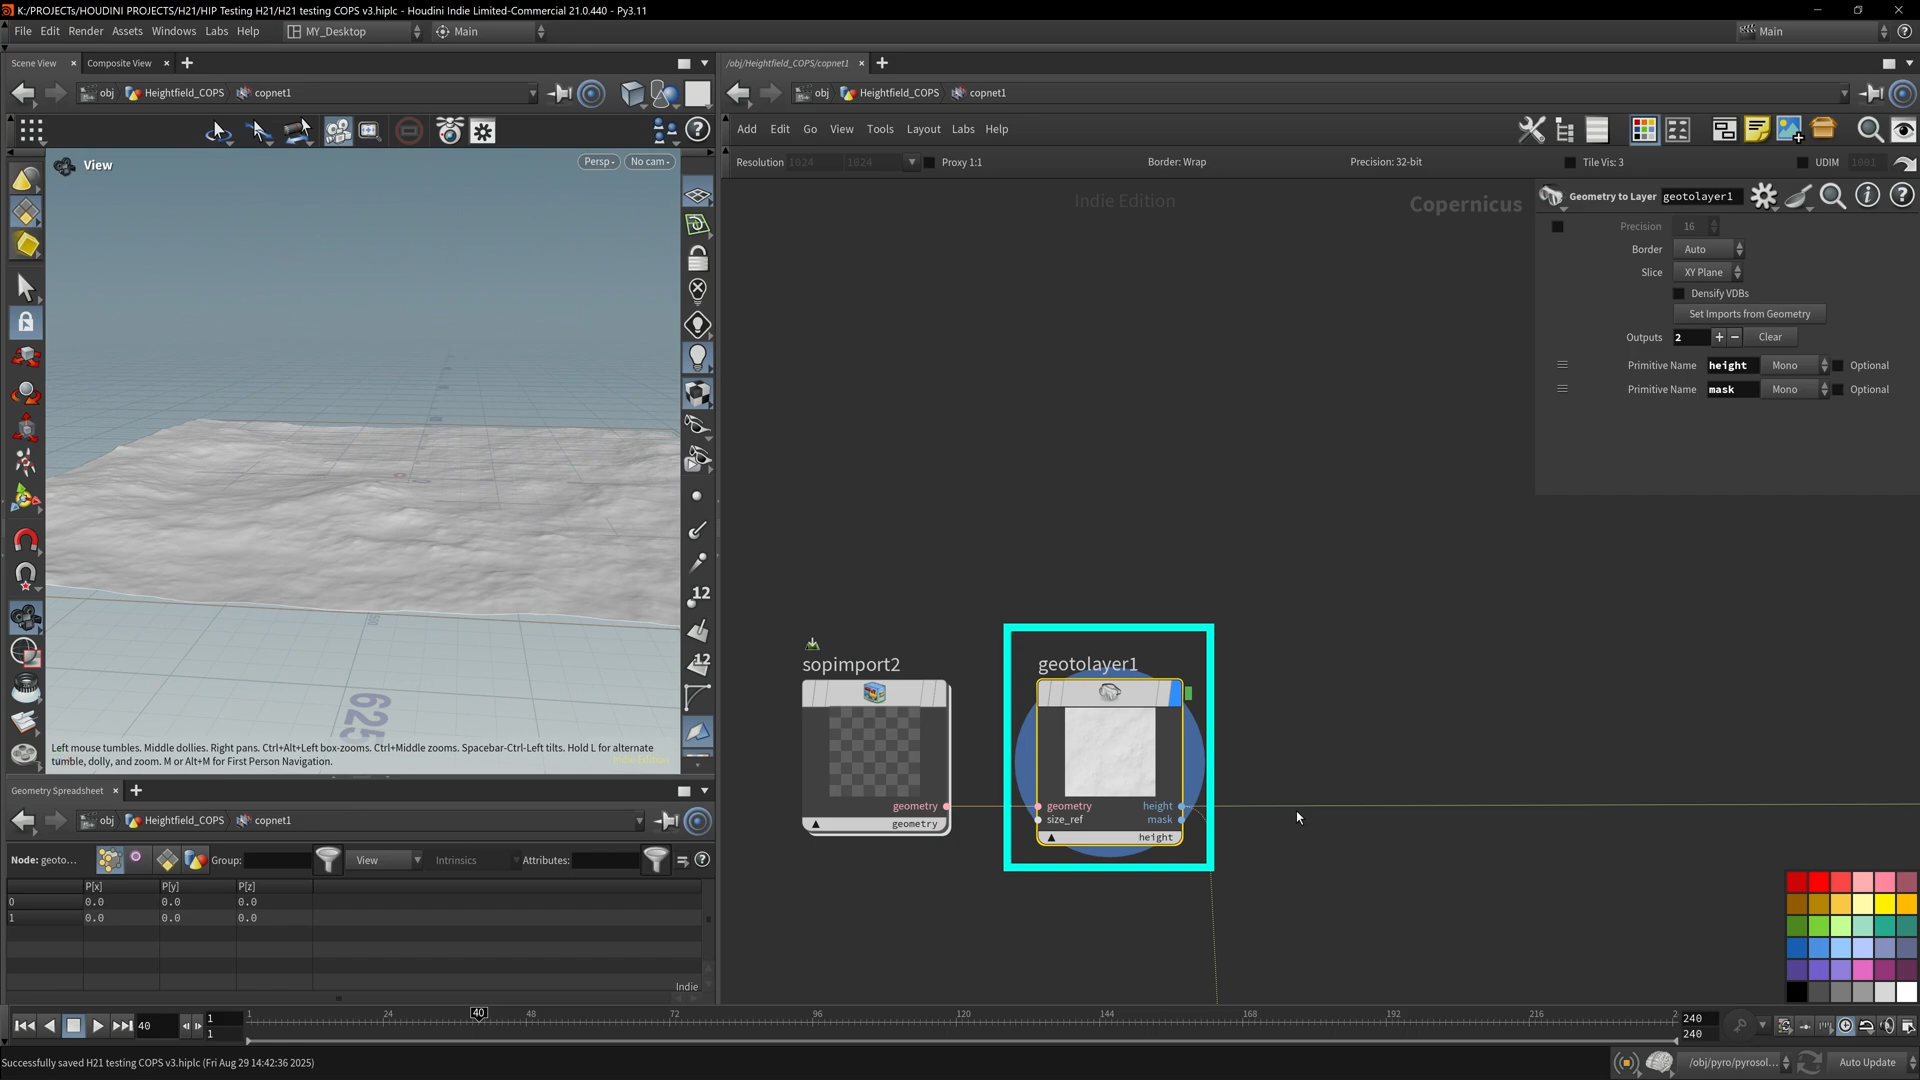 K:/PROJECTs/HOUDINI PROJECTS/H21/HIP Testing H21/H21 testing COPS v3.hiplc - Houdini Indie Limited-Commercial 21.0.440 - Py3.11
File Edit Render Assets Windows Labs Help MY_Desktop Main Main
Scene View Composite View
/obj/Heightfield_COPS/copnet1
obj Heightfield_COPS copnet1
obj Heightfield_COPS copnet1
Add Edit Go View Tools Layout Labs Help
Resolution 1024 1024 Proxy 1:1 Border: Wrap Precision: 32-bit Tile Vis: 3 UDIM 1001
View Persp No cam
Indie Edition
Copernicus
Geometry to Layer geotolayer1
Precision 16
Border Auto
Slice XY Plane
Densify VDBs
Set Imports from Geometry
Outputs 2 + − Clear
Primitive Name height Mono Optional
Primitive Name mask Mono Optional
12
12
625
Left mouse tumbles. Middle dollies. Right pans. Ctrl+Alt+Left box-zooms. Ctrl+Middle zooms. Spacebar-Ctrl-Left tilts. Hold L for alternate
tumble, dolly, and zoom. M or Alt+M for First Person Navigation.
Indie Edition
sopimport2
geometry
geometry
geotolayer1
geometry height
size_ref mask
height
Geometry Spreadsheet
obj Heightfield_COPS copnet1
Node: geoto... Group: View Intrinsics Attributes:
P[x] P[y] P[z]
0 0.0 0.0 0.0
1 0.0 0.0 0.0
Indie
40 1 1
1 24 40 48 72 96 120 144 168 192 216 2
240
240
Successfully saved H21 testing COPS v3.hiplc (Fri Aug 29 14:42:36 2025)
/obj/pyro/pyrosol... Auto Update